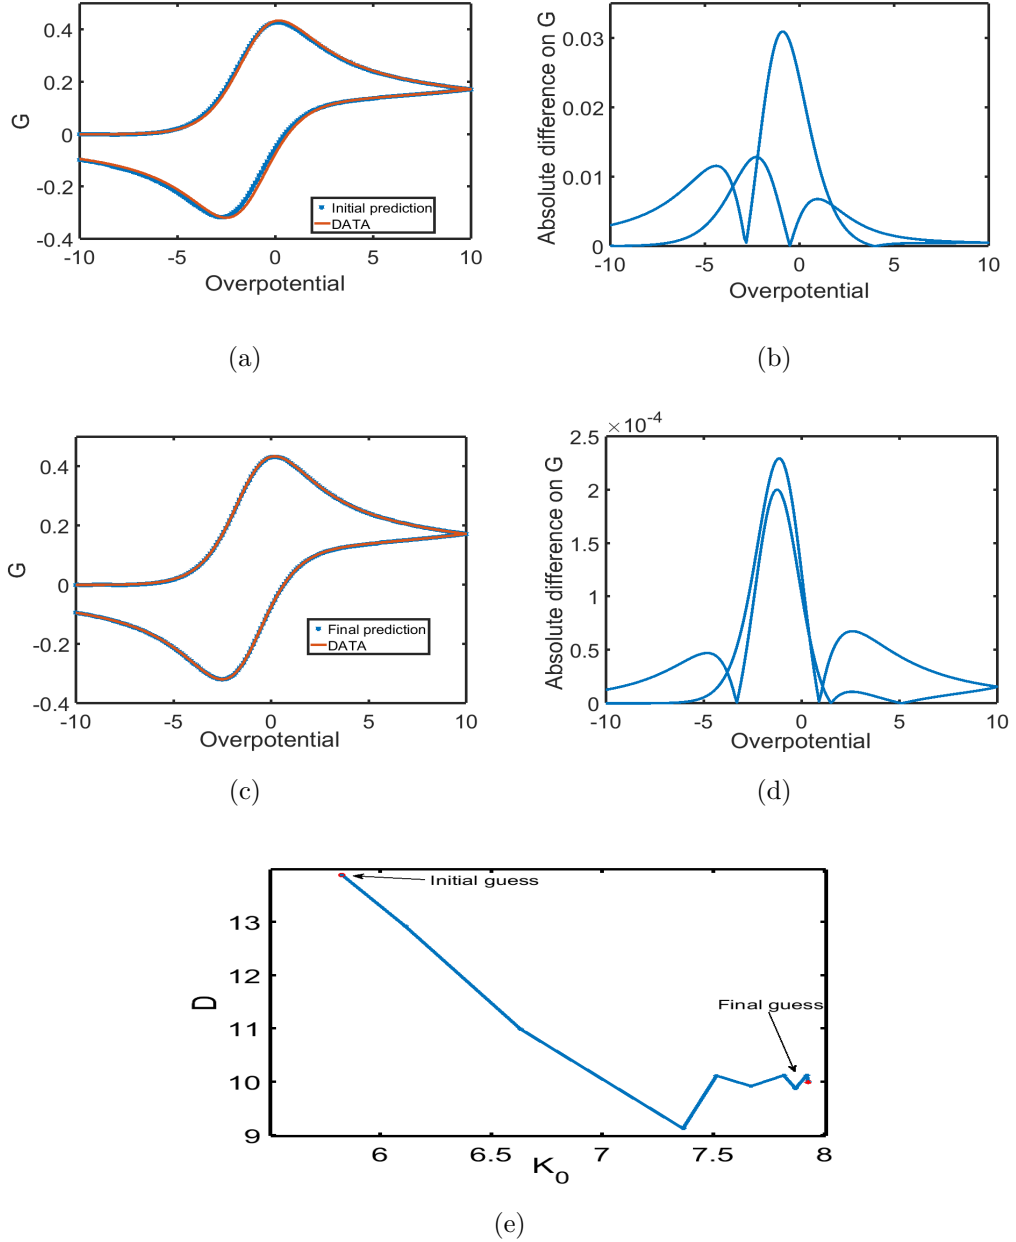 0.4
0.2
0
-0.2
-0.4
G
-10 -5 0 5 10
Overpotential
Initial prediction
DATA
(a)
0.03
0.02
0.01
0
Absolute difference on G
-10 -5 0 5 10
Overpotential
(b)
0.4
0.2
0
-0.2
-0.4
G
-10 -5 0 5 10
Overpotential
Final prediction
DATA
(c)
×10-4
2.5
2
1.5
1
0.5
0
Absolute difference on G
-10 -5 0 5 10
Overpotential
(d)
13
12
11
10
9
D
Initial guess
Final guess
6 6.5 7 7.5 8
K0
(e)